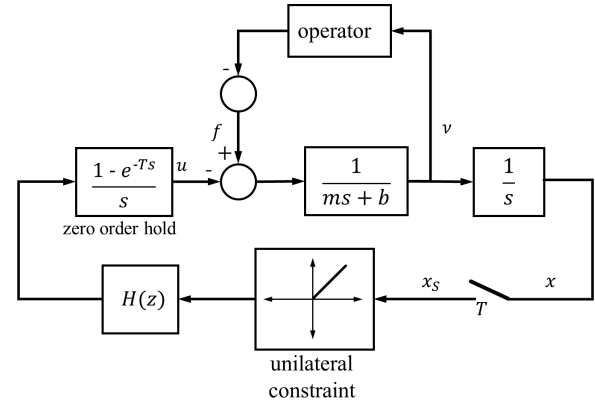 operator
-
f
v
+
-
1 - e^-Ts
s
u
1
ms + b
1
s
zero order hold
H(z)
x_S
T
x
unilateral
constraint